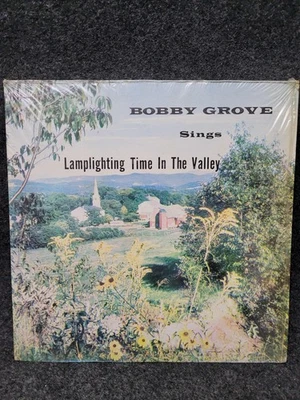 BOBBY GROVE
Sings
Lamplighting Time In The Valley